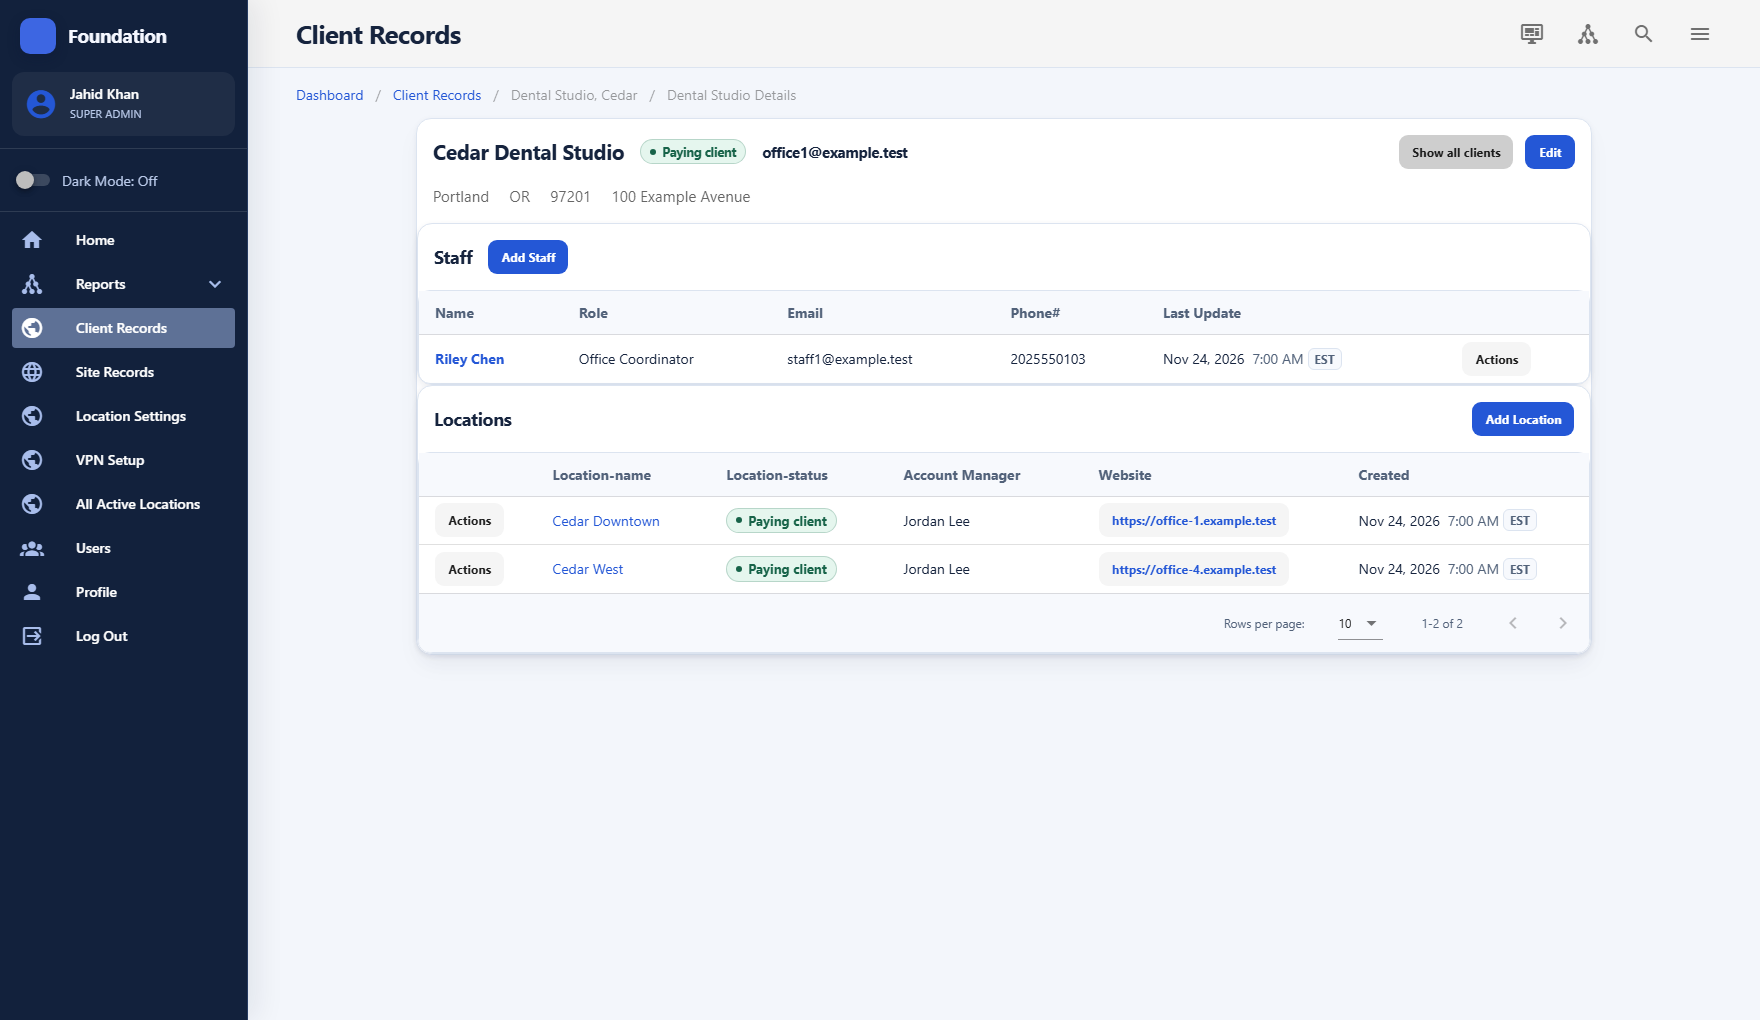 Foundation
Jahid Khan
SUPER ADMIN
Dark Mode: Off
Home
Reports
Client Records
Site Records
Location Settings
VPN Setup
All Active Locations
Users
Profile
Log Out
Client Records
Dashboard / Client Records / Dental Studio, Cedar / Dental Studio Details
Cedar Dental Studio Paying client office1@example.test Show all clients Edit
Portland OR 97201 100 Example Avenue
Staff Add Staff
Name Role Email Phone# Last Update
Riley Chen Office Coordinator staff1@example.test 2025550103 Nov 24, 2026 7:00 AM EST Actions
Locations Add Location
Location-name Location-status Account Manager Website Created
Actions Cedar Downtown Paying client Jordan Lee https://office-1.example.test Nov 24, 2026 7:00 AM EST
Actions Cedar West Paying client Jordan Lee https://office-4.example.test Nov 24, 2026 7:00 AM EST
Rows per page: 10 1-2 of 2